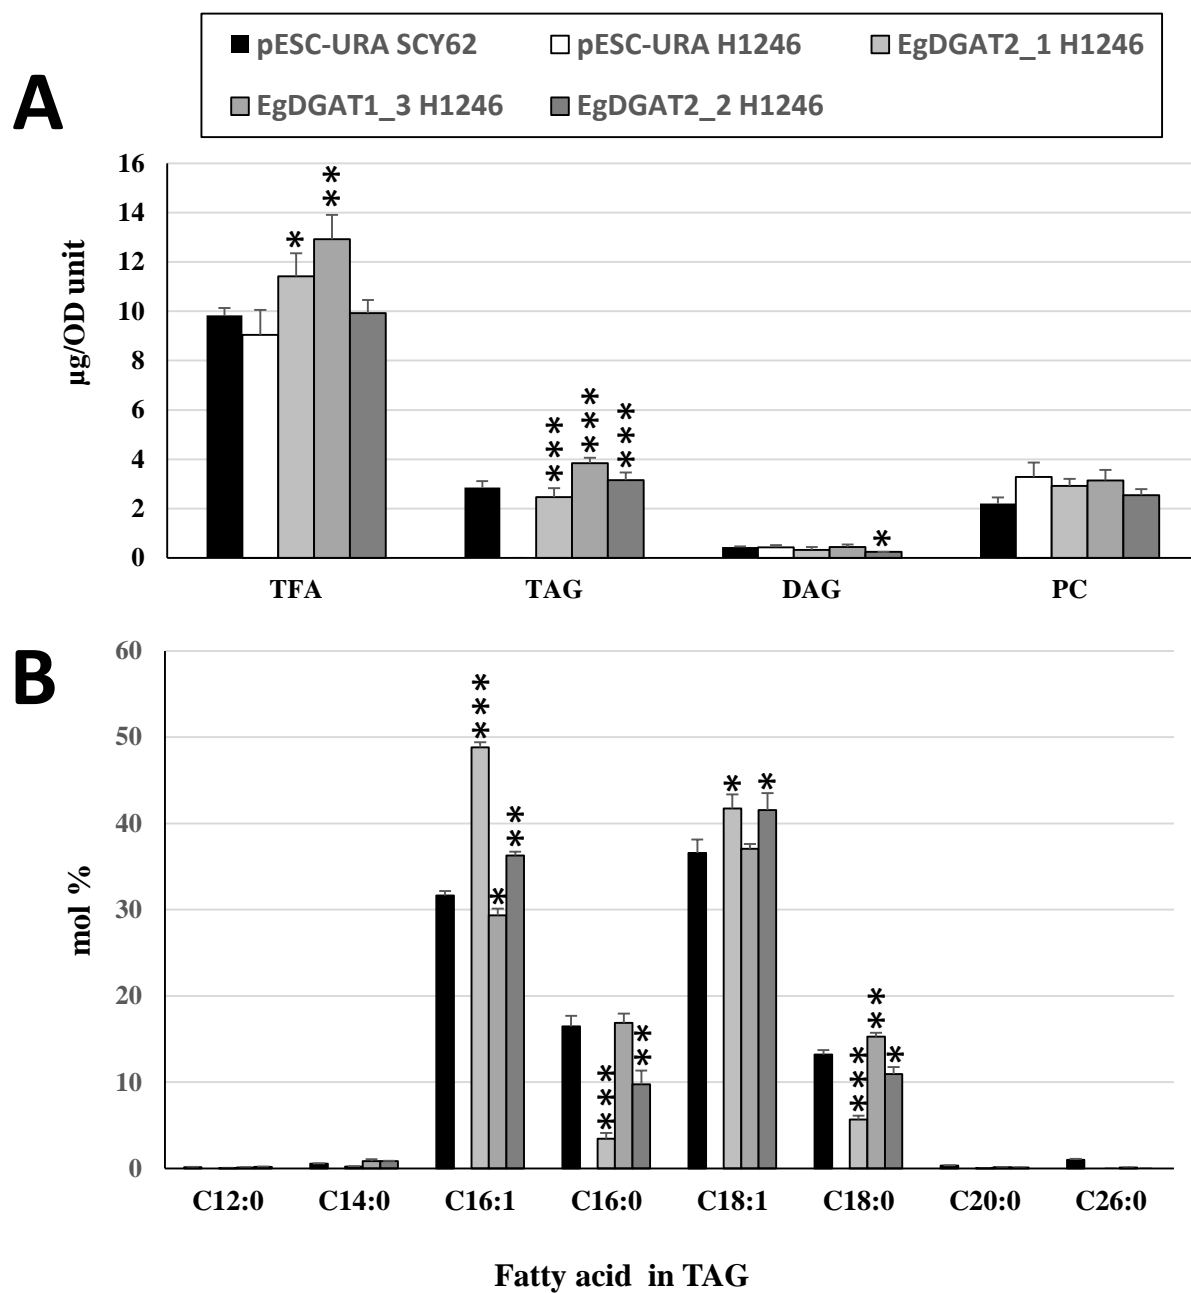 pESC-URA SCY62 pESC-URA H1246 EgDGAT2_1 H1246
EgDGAT1_3 H1246 EgDGAT2_2 H1246
A
µg/OD unit
16
14
12
10
8
6
4
2
0
* ** *** *** *** *
TFA TAG DAG PC
B
mol %
60
50
40
30
20
10
0
*** * ** *** ** * * *** ** *
C12:0 C14:0 C16:1 C16:0 C18:1 C18:0 C20:0 C26:0
Fatty acid in TAG